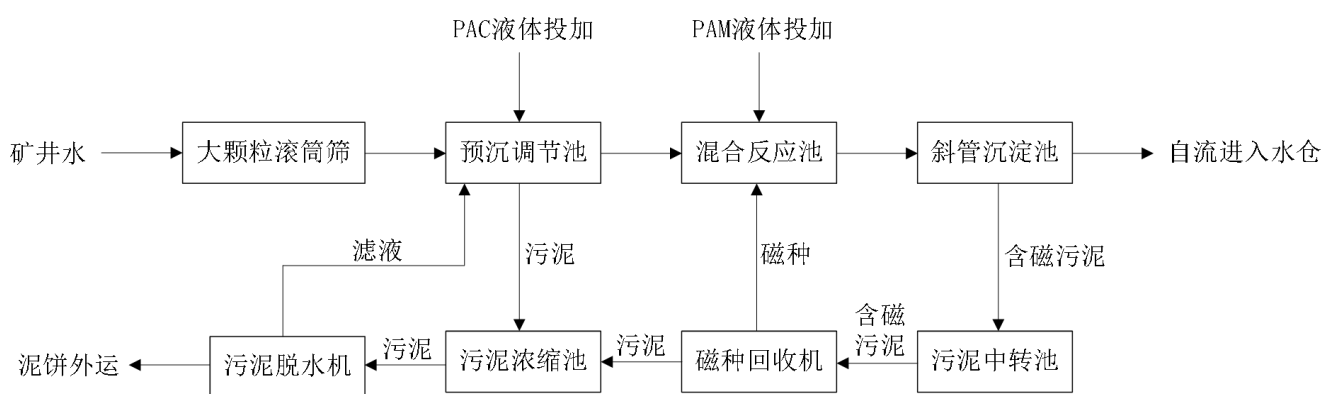 PAC液体投加
PAM液体投加
矿井水
大颗粒滚筒筛
预沉调节池
混合反应池
斜管沉淀池
自流进入水仓
滤液
污泥
磁种
含磁污泥
泥饼外运
污泥脱水机
污泥
污泥浓缩池
污泥
磁种回收机
含磁
污泥
污泥中转池